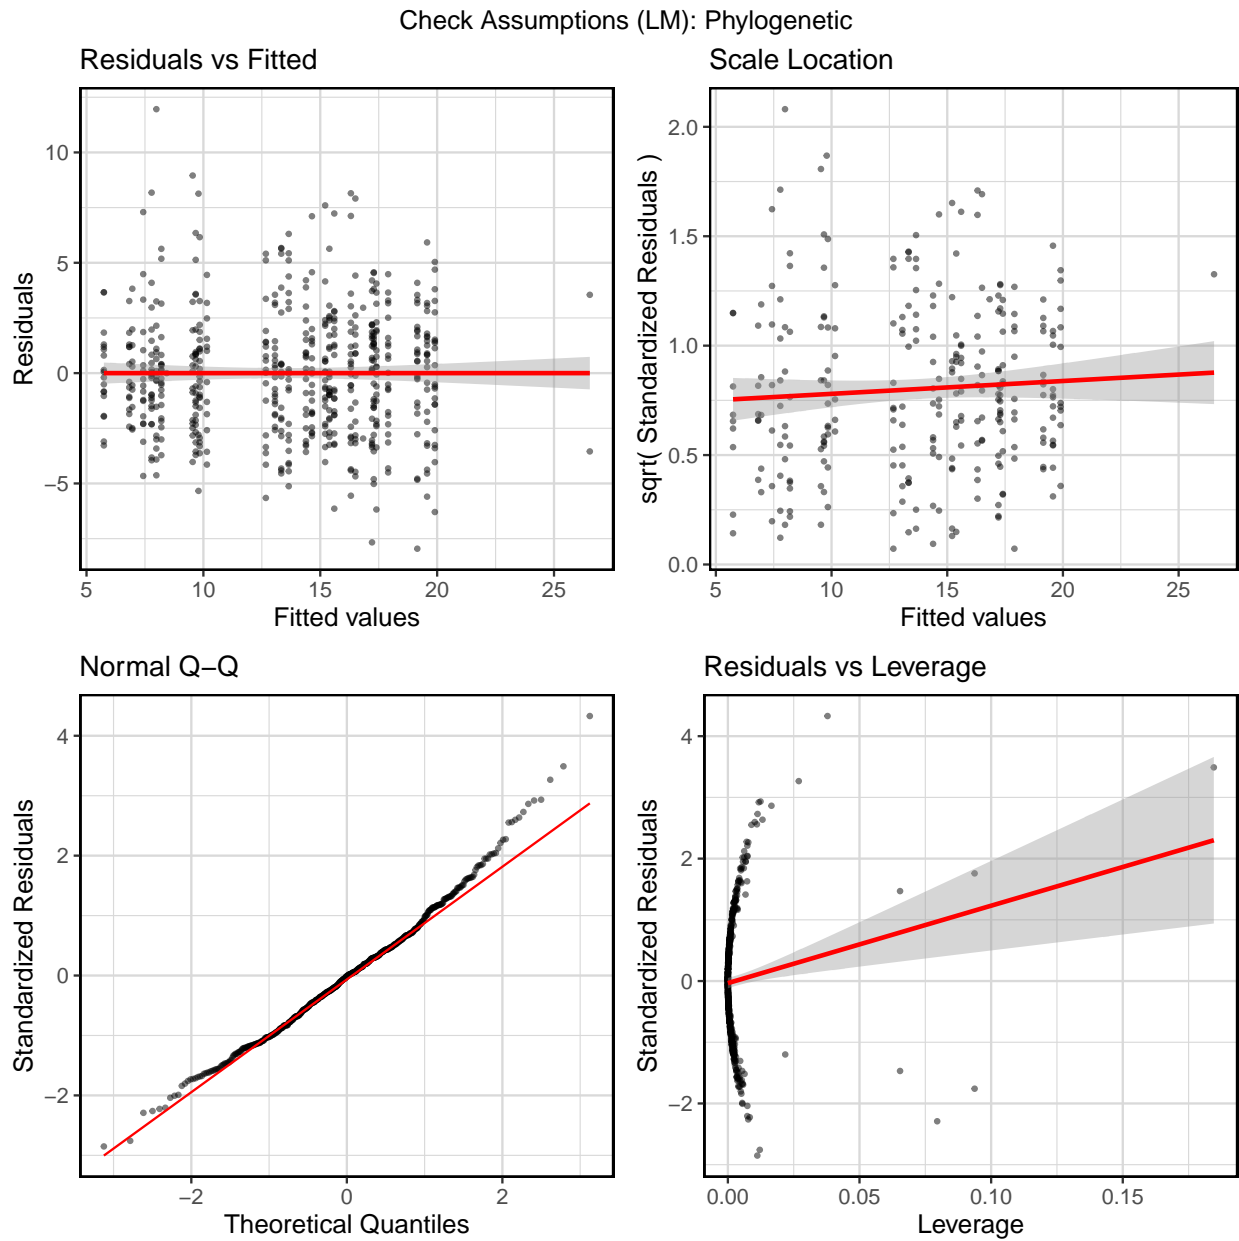 Check Assumptions (LM): Phylogenetic
Residuals vs Fitted
Residuals
10
5
0
−5
5
10
15
20
25
Fitted values
Scale Location
sqrt( Standardized Residuals )
2.0
1.5
1.0
0.5
0.0
5
10
15
20
25
Fitted values
Normal Q−Q
Standardized Residuals
4
2
0
−2
−2
0
2
Theoretical Quantiles
Residuals vs Leverage
Standardized Residuals
4
2
0
−2
0.00
0.05
0.10
0.15
Leverage